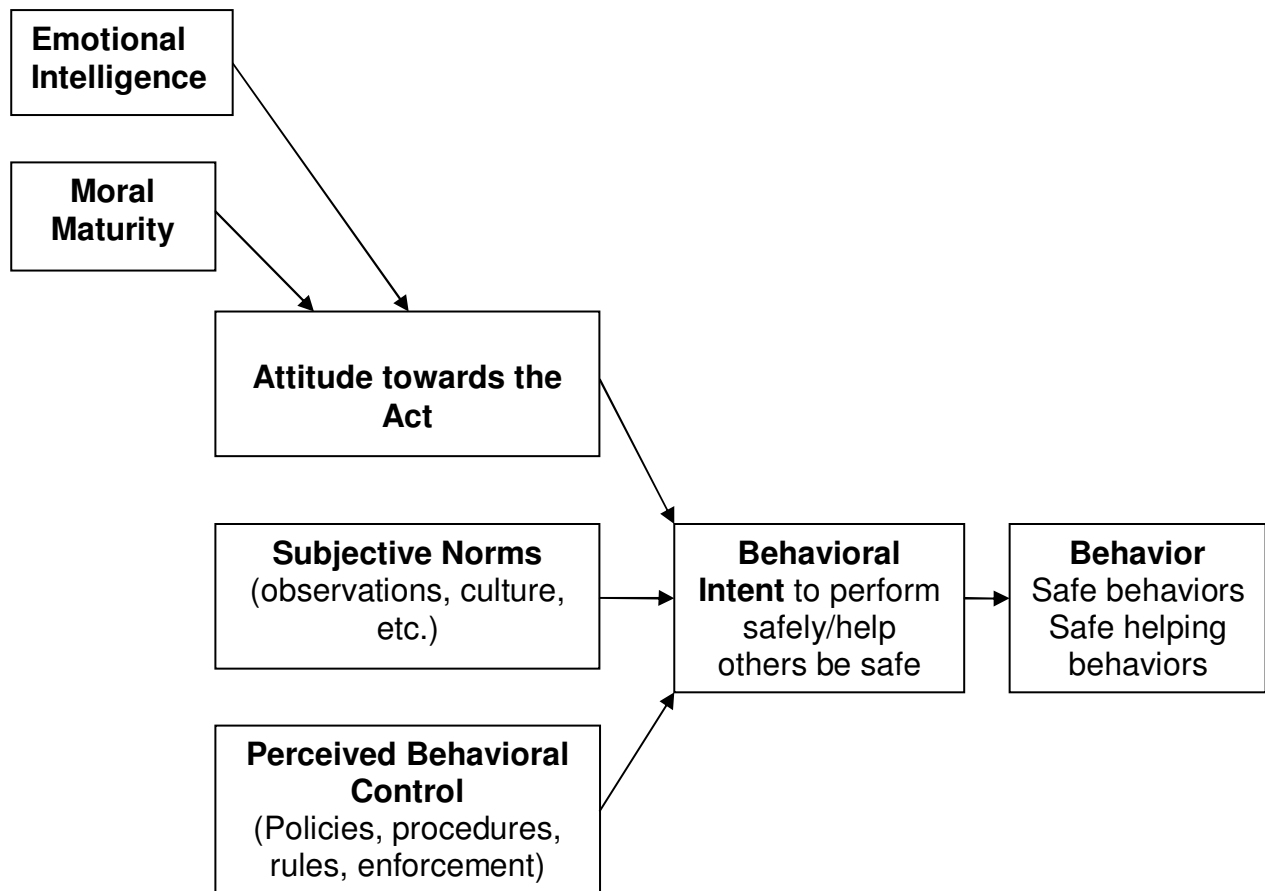 Emotional
Intelligence
Moral
Maturity
Attitude towards the
Act
Subjective Norms
(observations, culture,
etc.)
Behavioral
Intent to perform
safely/help
others be safe
Behavior
Safe behaviors
Safe helping
behaviors
Perceived Behavioral
Control
(Policies, procedures,
rules, enforcement)